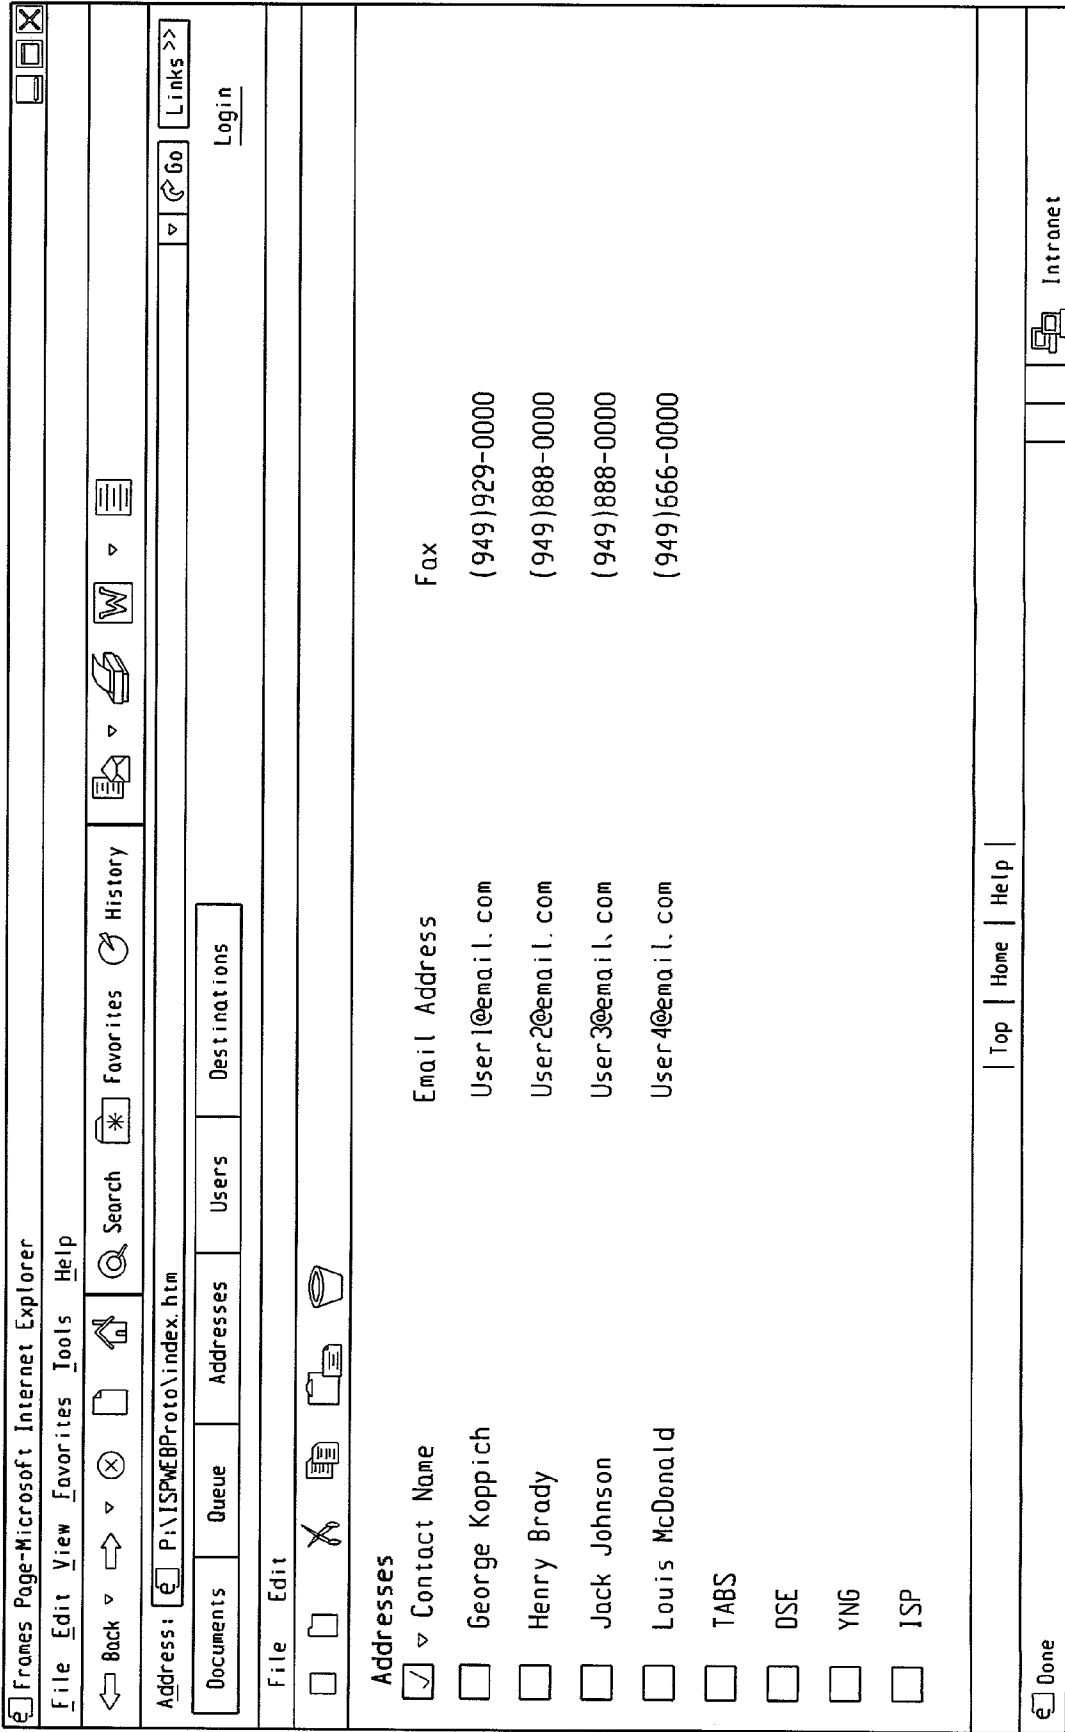 Frames Page-Microsoft Internet Explorer
File Edit View Favorites Tools Help
Back Search Favorites History W
Address: P:\ISPWEBProto\index.htm Go Links >>
Documents Queue Addresses Users Destinations Login
File Edit
Addresses
Contact Name Email Address Fax
George Koppich User1@email.com (949)929-0000
Henry Brady User2@email.com (949)888-0000
Jack Johnson User3@email.com (949)888-0000
Louis McDonald User4@email.com (949)666-0000
TABS
DSE
YNG
ISP
| Top | Home | Help |
Done Intranet